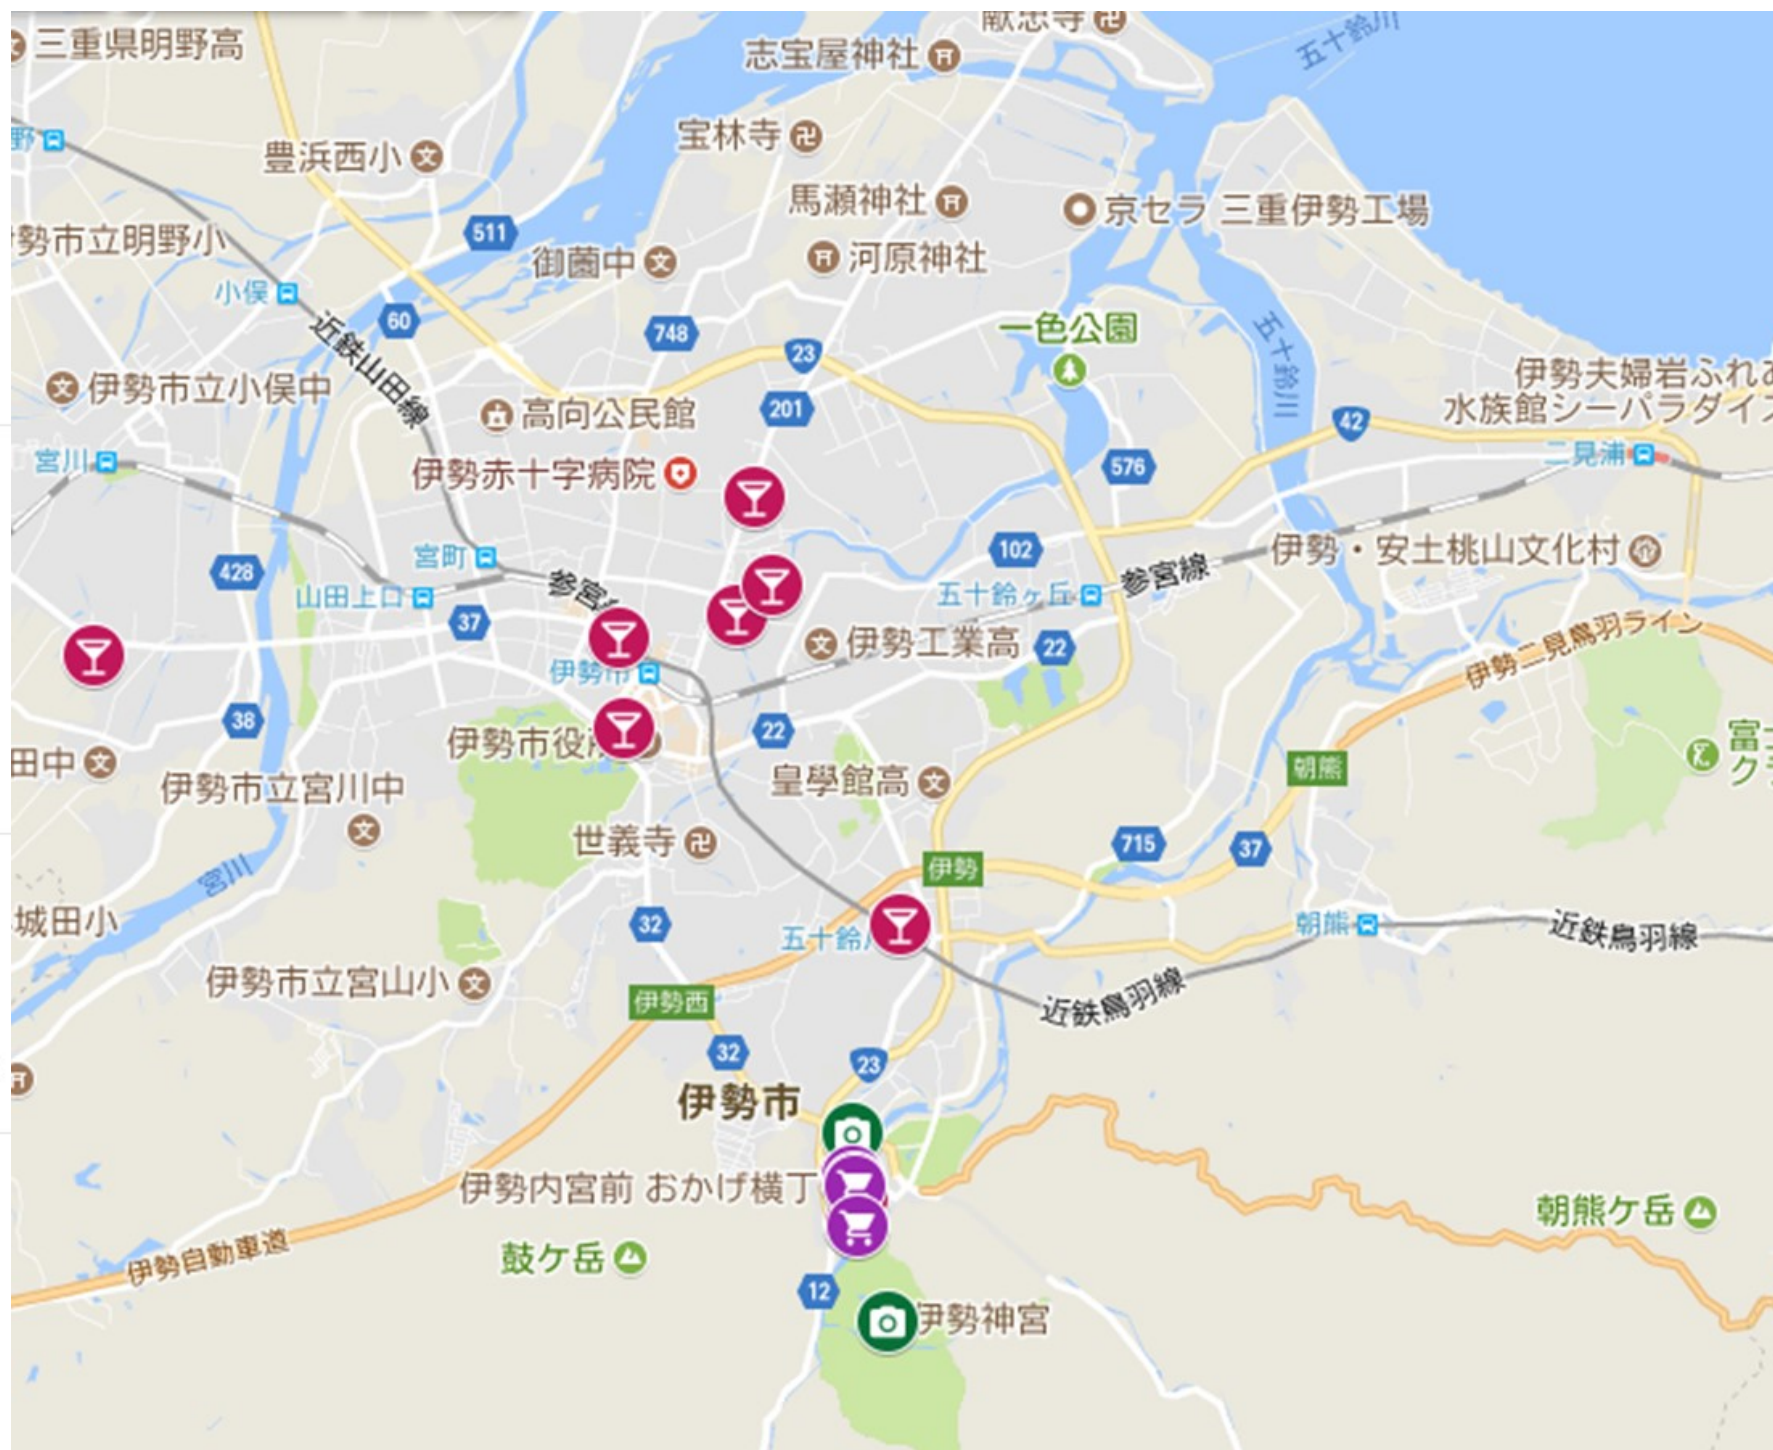 三重県明野高
志宝屋神社
五十鈴川
野
宝林寺
豊浜西小
馬瀬神社
京セラ 三重伊勢工場
511
勢市立明野小
御薗中
河原神社
小俣
60
748
一色公園
近鉄山田線
23
五十鈴川
伊勢夫婦岩ふれあ
水族館シーパラダイス
伊勢市立小俣中
高向公民館
201
42
宮川
伊勢赤十字病院
576
二見浦
428
宮町
102
伊勢・安土桃山文化村
山田上口
参宮
五十鈴ヶ丘
参宮線
37
伊勢工業高
22
伊勢二見鳥羽ライン
伊勢市
38
22
伊勢市役
田中
皇學館高
朝熊
富士
ク
伊勢市立宮川中
世義寺
715
37
宮川
伊勢
城田小
32
五十鈴
朝熊
近鉄鳥羽線
伊勢市立宮山小
伊勢西
近鉄鳥羽線
32
23
伊勢市
伊勢内宮前 おかげ横丁
朝熊ケ岳
伊勢自動車道
鼓ケ岳
12
伊勢神宮